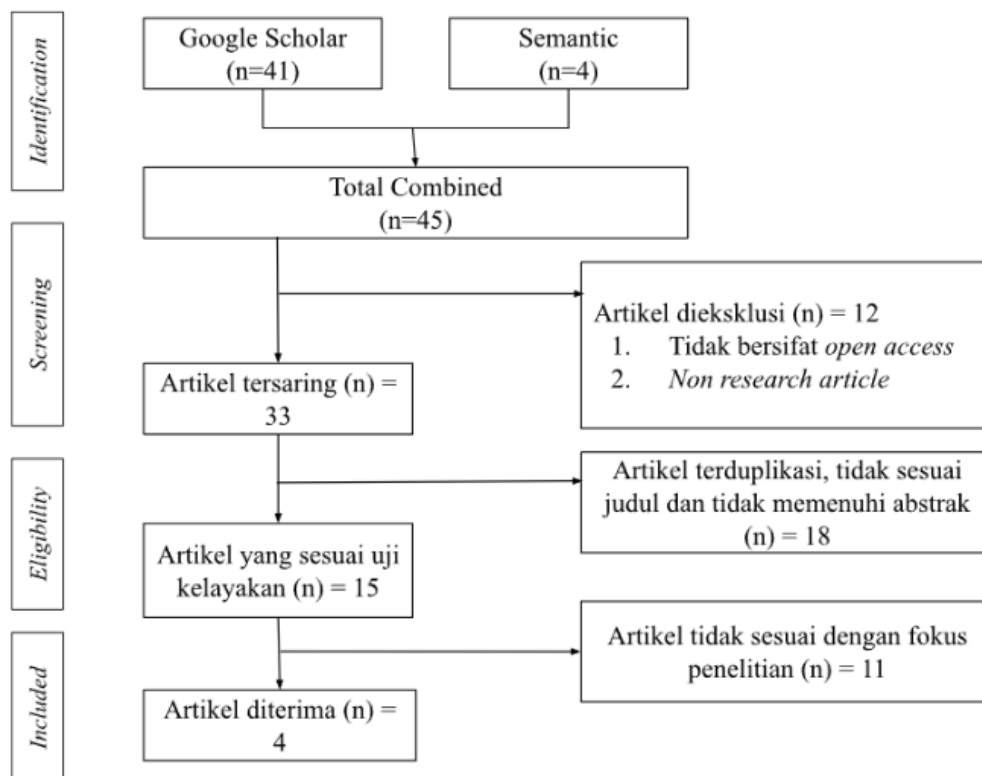 Identification
Google Scholar
(n=41)
Semantic
(n=4)
Total Combined
(n=45)
Screening
Artikel dieksklusi (n) = 12
1. Tidak bersifat open access
2. Non research article
Artikel tersaring (n) =
33
Eligibility
Artikel terduplikasi, tidak sesuai
judul dan tidak memenuhi abstrak
(n) = 18
Artikel yang sesuai uji
kelayakan (n) = 15
Included
Artikel tidak sesuai dengan fokus
penelitian (n) = 11
Artikel diterima (n) =
4